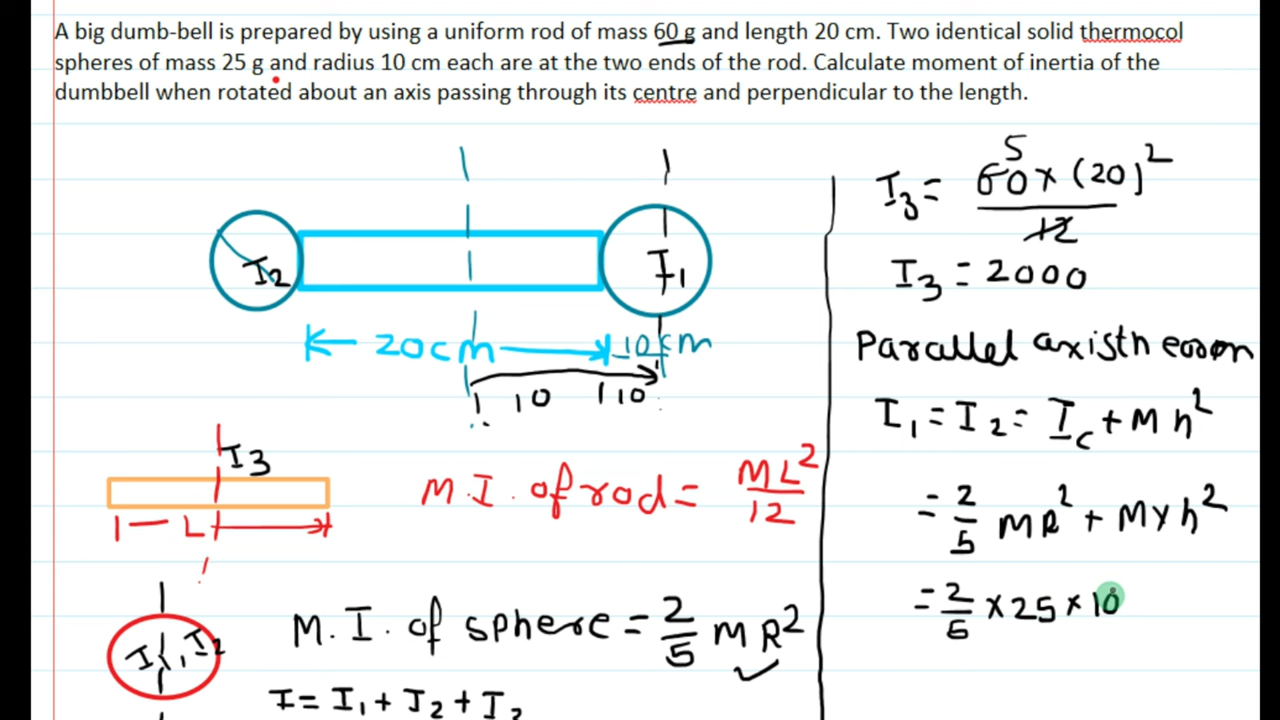 A big dumb-bell is prepared by using a uniform rod of mass 60 g and length 20 cm. Two identical solid thermocol
spheres of mass 25 g and radius 10 cm each are at the two ends of the rod. Calculate moment of inertia of the
dumbbell when rotated about an axis passing through its centre and perpendicular to the length.
I₃ = 5 60 × (20)² / 12
I₃ = 2000
I₂
I₁
20cm
10cm
10 10
Parallel axis theorem
I₁ = I₂ = I_c + M h²
I₃
L
M.I. of rod = ML²/12
= 2/5 MR² + M × h²
= 2/5 × 25 × 10
I₁, I₂
M.I. of sphere = 2/5 MR²
I = I₁ + I₂ + I₃